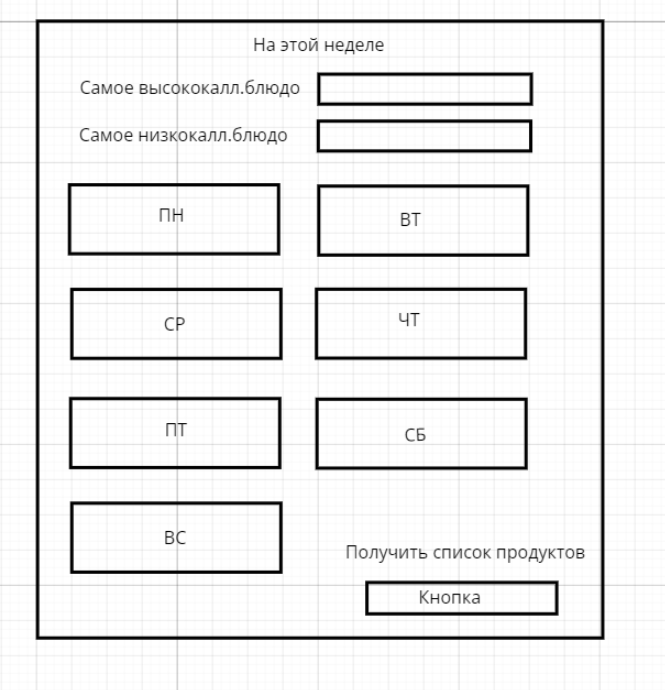 На этой неделе
Самое высококалл.блюдо
Самое низкокалл.блюдо
ПН
ВТ
СР
ЧТ
ПТ
СБ
ВС
Получить список продуктов
Кнопка